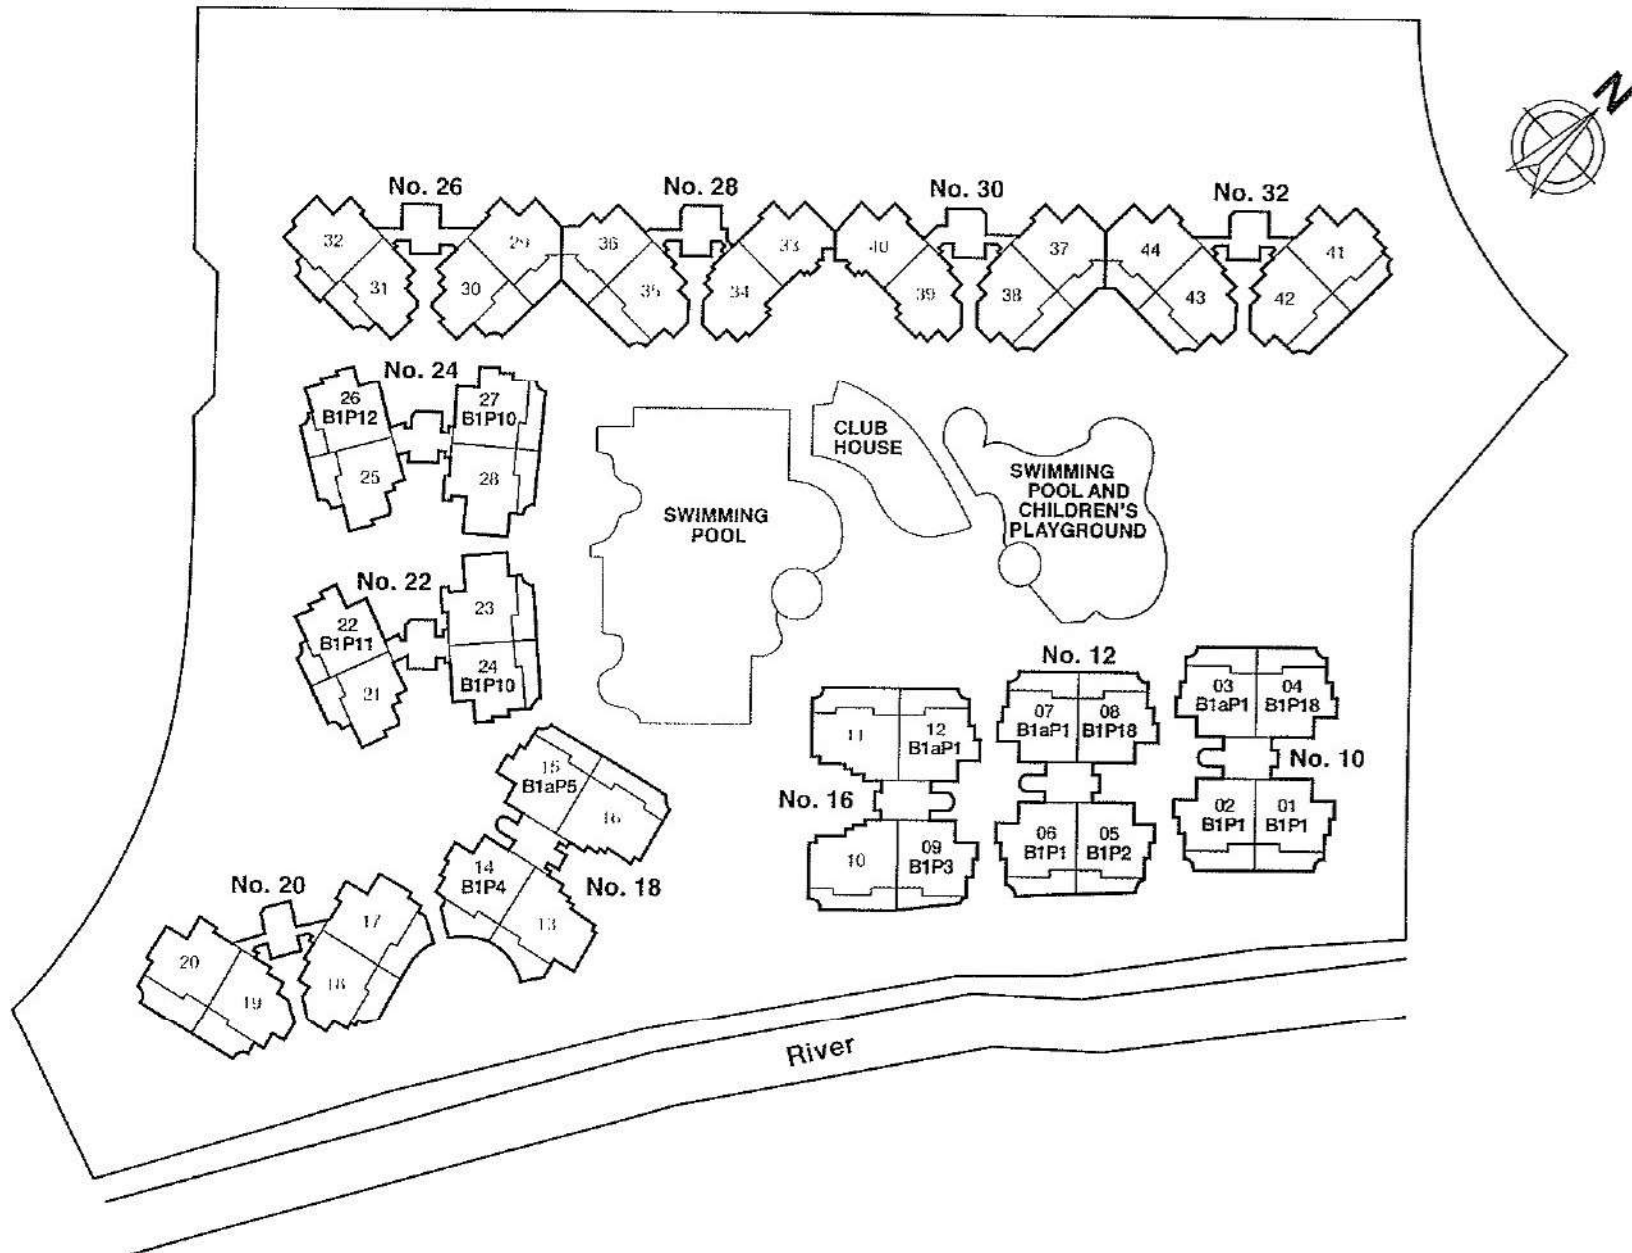 N
No. 26
No. 28
No. 30
No. 32
32
31
29
30
36
35
33
34
40
39
37
38
44
43
41
42
No. 24
26
B1P12
25
27
B1P10
28
CLUB
HOUSE
SWIMMING
POOL AND
CHILDREN'S
PLAYGROUND
SWIMMING
POOL
No. 22
22
B1P11
21
23
24
B1P10
No. 12
07
B1aP1
08
B1P18
06
B1P1
05
B1P2
03
B1aP1
04
B1P18
No. 10
02
B1P1
01
B1P1
11
12
B1aP1
No. 16
10
09
B1P3
15
B1aP5
16
14
B1P4
13
No. 18
No. 20
17
18
20
19
River